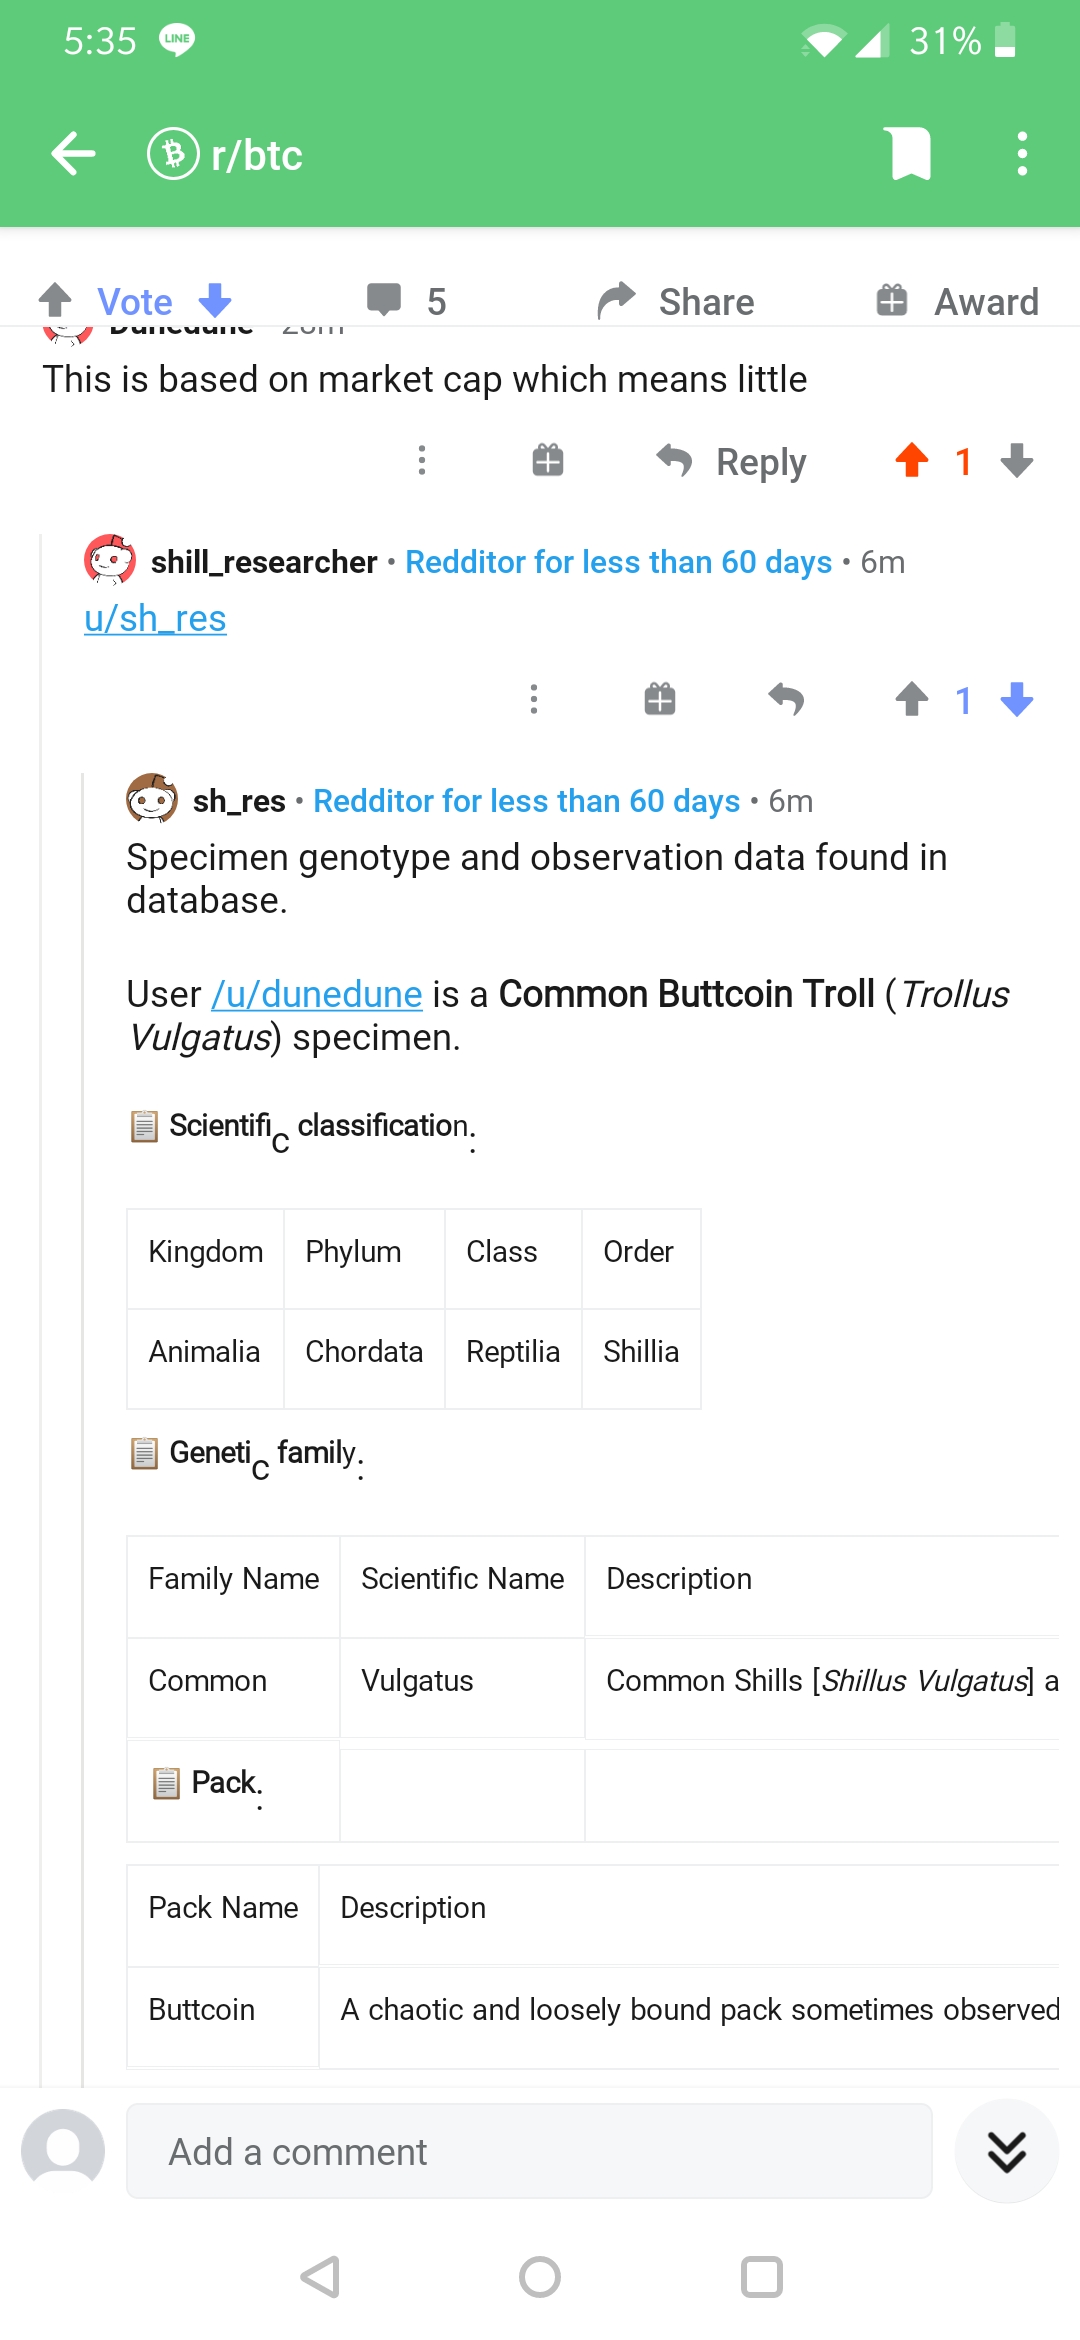 5:35 LINE 31%
r/btc
Vote 5 Share Award
Dunedune
This is based on market cap which means little
Reply 1
shill_researcher • Redditor for less than 60 days • 6m
u/sh_res
1
sh_res • Redditor for less than 60 days • 6m
Specimen genotype and observation data found in
database.
User /u/dunedune is a Common Buttcoin Troll (Trollus
Vulgatus) specimen.
📋 Scientific classification:
Kingdom Phylum Class Order
Animalia Chordata Reptilia Shillia
📋 Genetic family:
Family Name Scientific Name Description
Common Vulgatus Common Shills [Shillus Vulgatus] a
📋 Pack:
Pack Name Description
Buttcoin A chaotic and loosely bound pack sometimes observed
Add a comment